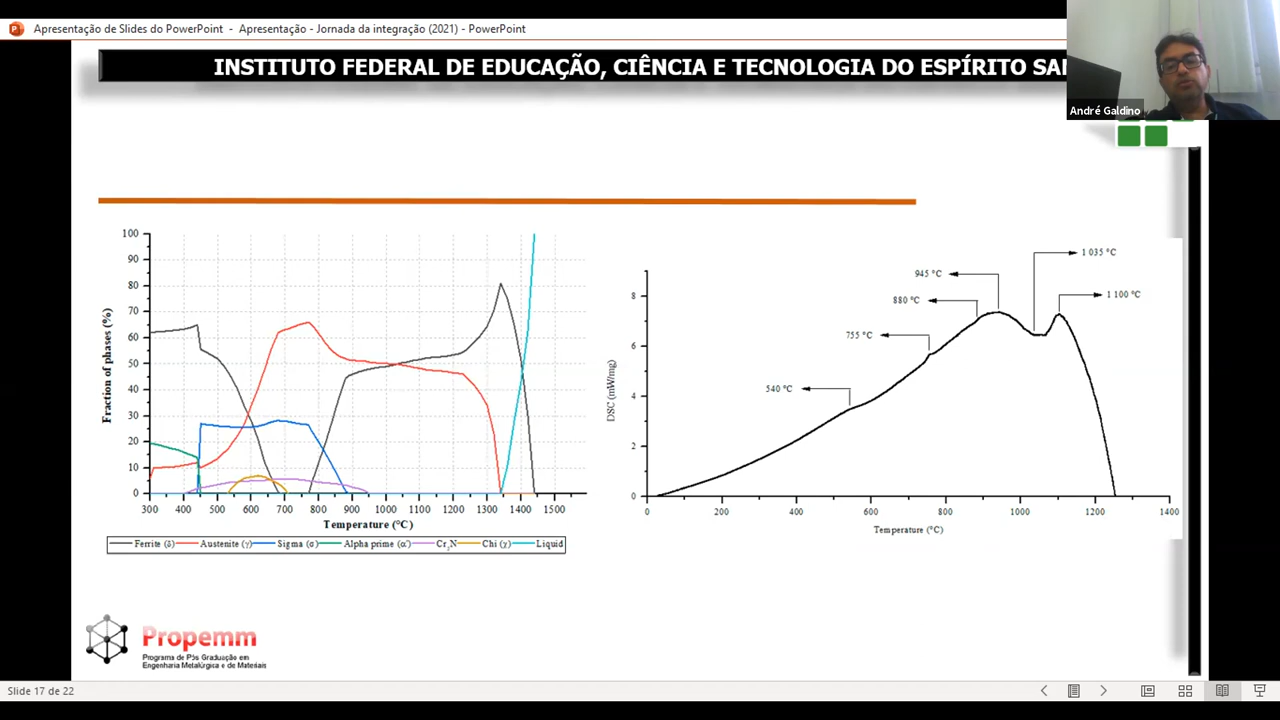 Apresentação de Slides do PowerPoint - Apresentação - Jornada da integração (2021) - PowerPoint
INSTITUTO FEDERAL DE EDUCAÇÃO, CIÊNCIA E TECNOLOGIA DO ESPÍRITO
André Galdino
100
90
80
70
60
50
40
30
20
10
0
Fraction of phases (%)
300 400 500 600 700 800 900 1000 1100 1200 1300 1400 1500
Temperature (°C)
Ferrite (δ) Austenite (γ) Sigma (σ) Alpha prime (α') Cr2N Chi (χ) Liquid
8
6
4
2
0
DSC (mW/mg)
540 °C
755 °C
880 °C
945 °C
1 035 °C
1 100 °C
0 200 400 600 800 1000 1200 1400
Temperature (°C)
Propemm
Programa de Pós Graduação em
Engenharia Metalúrgica e de Materiais
Slide 17 de 22